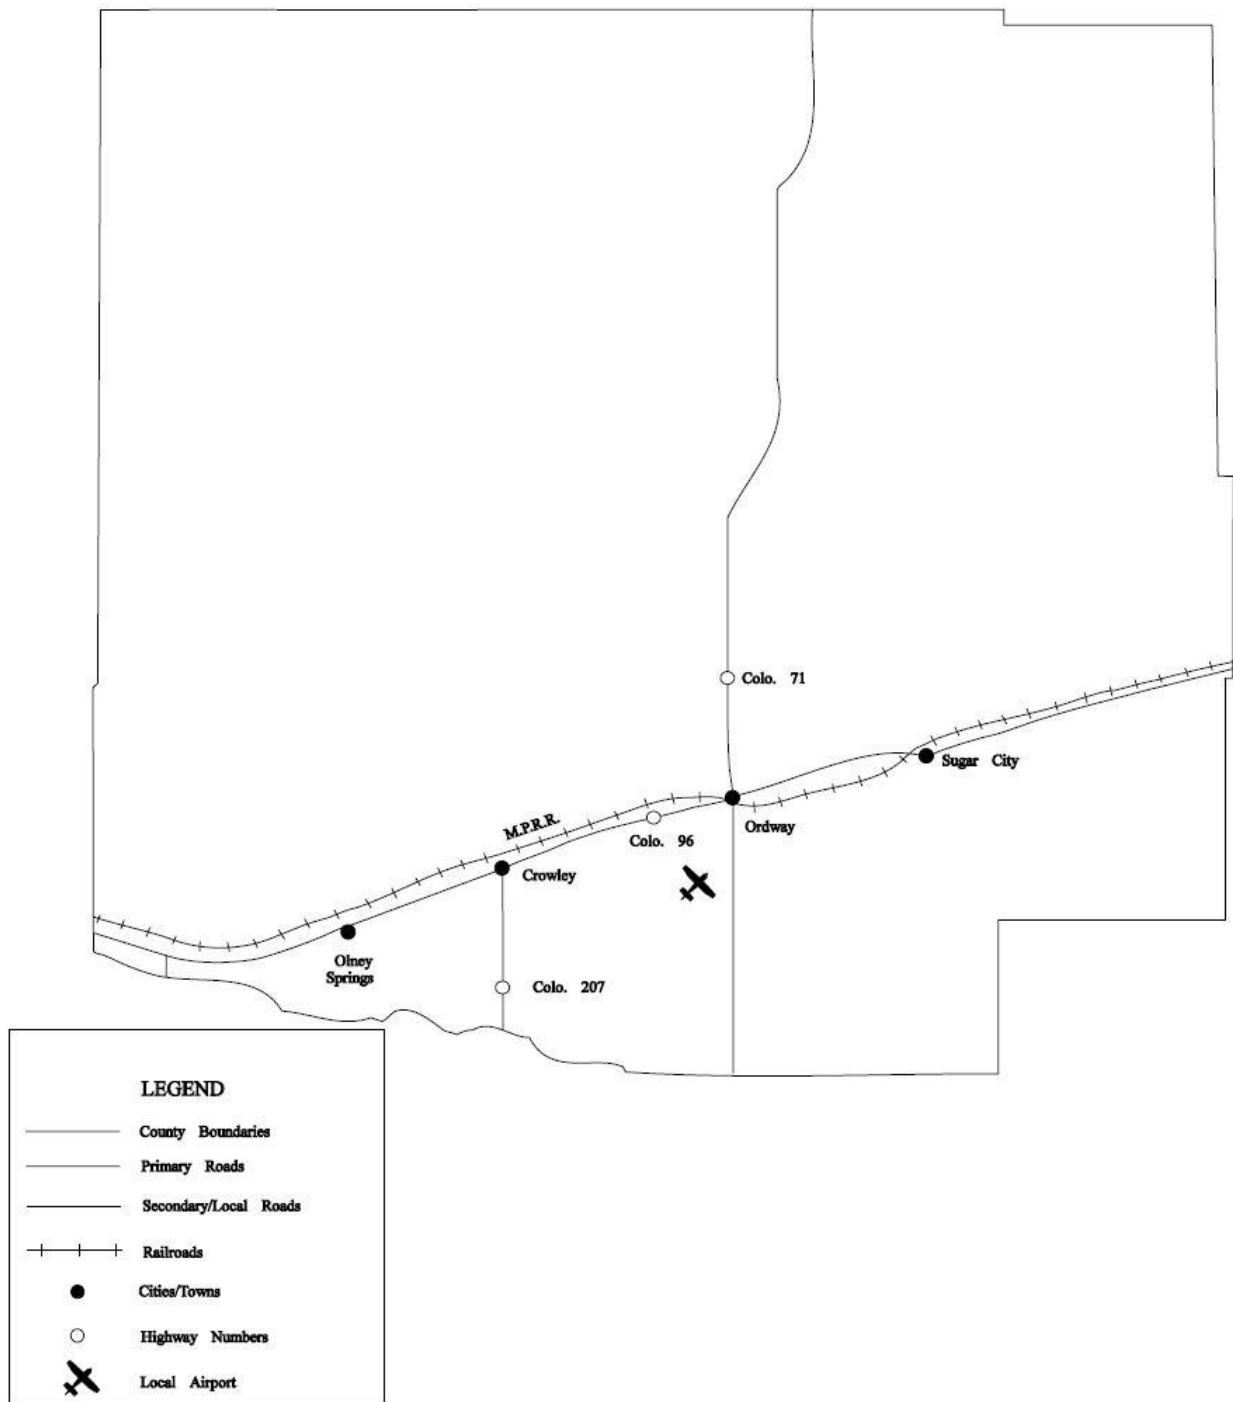 Colo. 71
Sugar City
M.P.R.R.
Ordway
Colo. 96
Crowley
Olney
Springs
Colo. 207
LEGEND
County Boundaries
Primary Roads
Secondary/Local Roads
Railroads
Cities/Towns
Highway Numbers
Local Airport